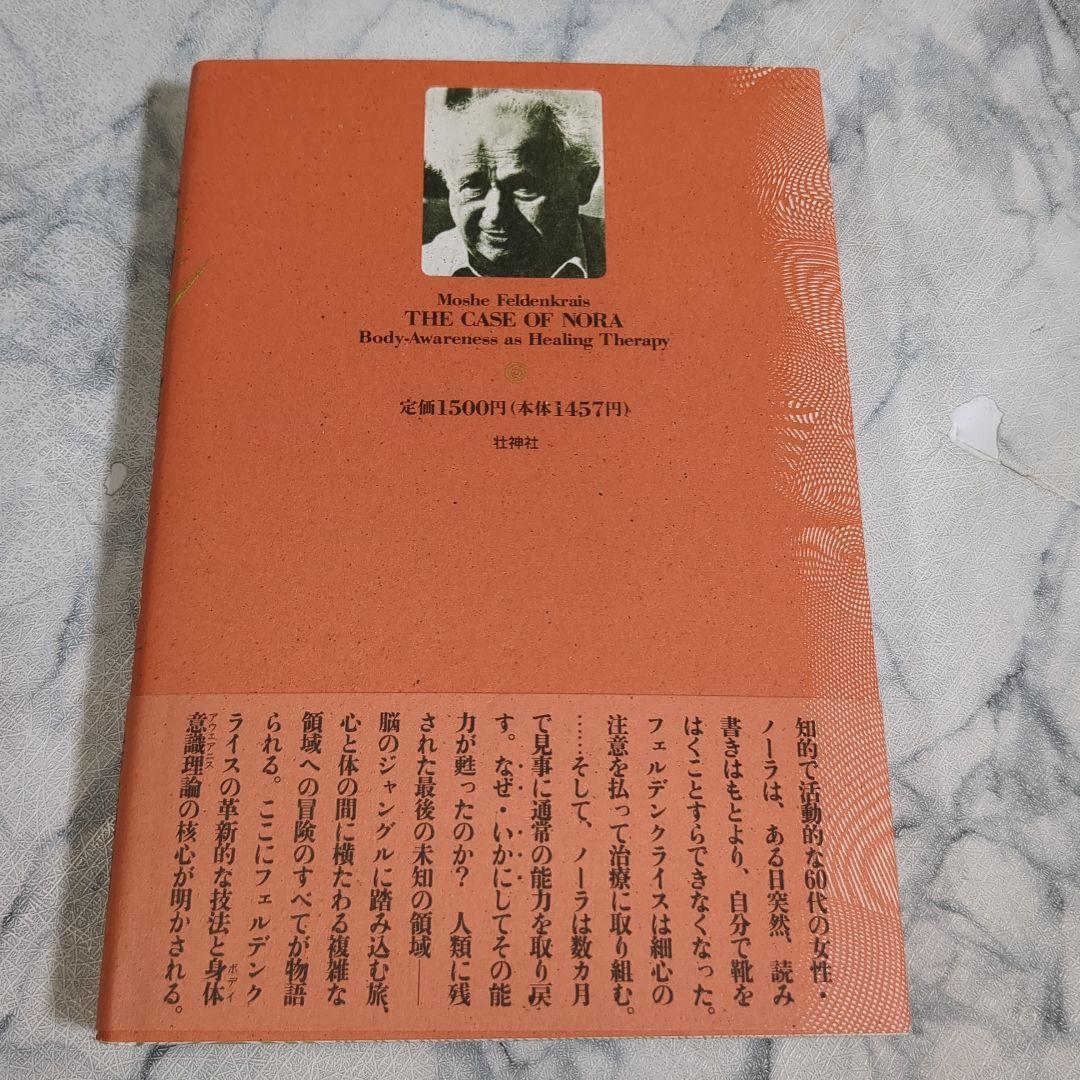 Moshe Feldenkrais
THE CASE OF NORA
Body-Awareness as Healing Therapy
定価1500円(本体1457円)
壮神社
知的で活動的な60代の女性・
ノーラは、ある日突然、読み
書きはもとより、自分で靴を
はくことすらできなくなった。
フェルデンクライスは細心の
注意を払って治療に取り組む。
……そして、ノーラは数カ月
で見事に通常の能力を取り戻
す。なぜ・いかにしてその能
力が甦ったのか? 人類に残
された最後の未知の領域――
脳のジャングルに踏み込む旅、
心と体の間に横たわる複雑な
領域への冒険のすべてが物語
られる。ここにフェルデンク
ライスの革新的な技法と身体ボディ
意識アウェアニス理論の核心が明かされる。